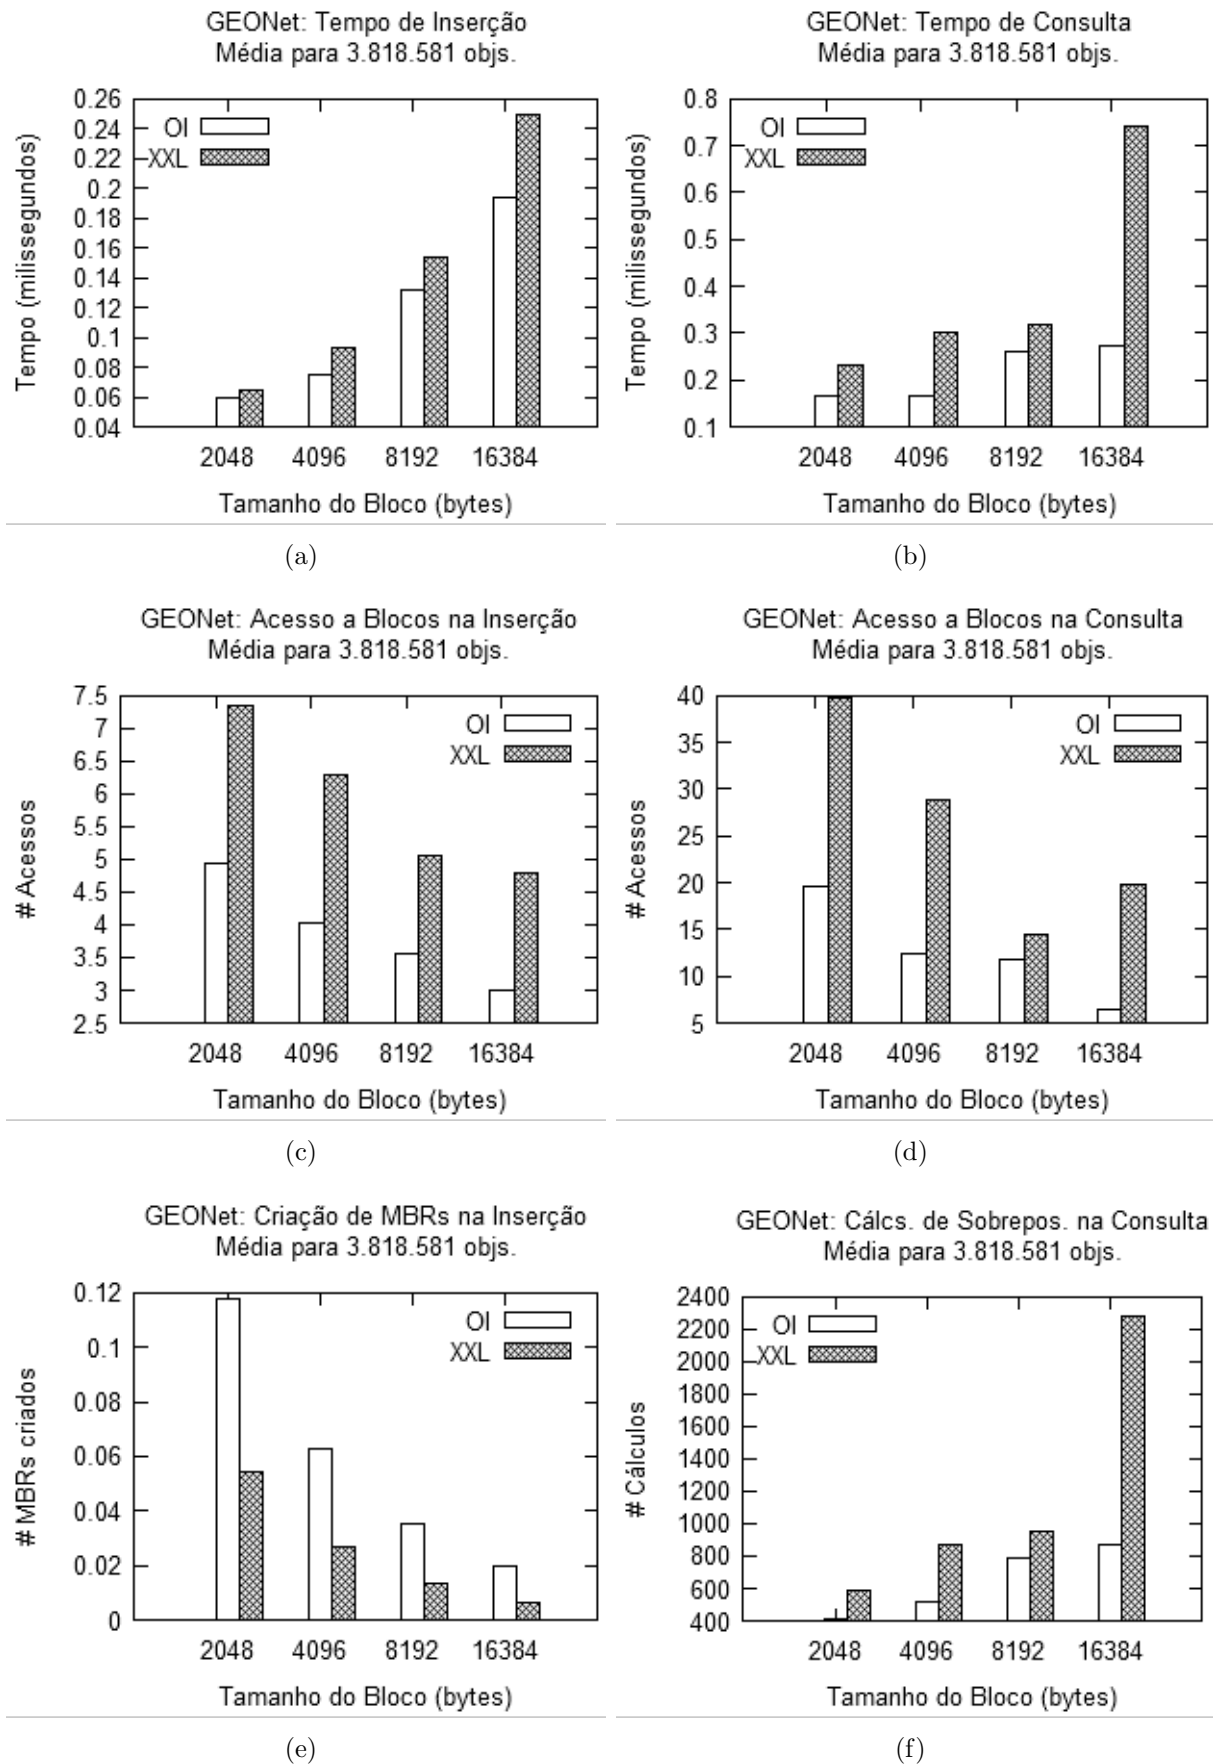 GEONet: Tempo de Inserção
Média para 3.818.581 objs.
0.26
0.24
0.22
0.2
0.18
0.16
0.14
0.12
0.1
0.08
0.06
0.04
Tempo (milissegundos)
OI
XXL
2048 4096 8192 16384
Tamanho do Bloco (bytes)
(a)
GEONet: Tempo de Consulta
Média para 3.818.581 objs.
0.8
0.7
0.6
0.5
0.4
0.3
0.2
0.1
Tempo (milissegundos)
OI
XXL
2048 4096 8192 16384
Tamanho do Bloco (bytes)
(b)
GEONet: Acesso a Blocos na Inserção
Média para 3.818.581 objs.
7.5
7
6.5
6
5.5
5
4.5
4
3.5
3
2.5
# Acessos
OI
XXL
2048 4096 8192 16384
Tamanho do Bloco (bytes)
(c)
GEONet: Acesso a Blocos na Consulta
Média para 3.818.581 objs.
40
35
30
25
20
15
10
5
# Acessos
OI
XXL
2048 4096 8192 16384
Tamanho do Bloco (bytes)
(d)
GEONet: Criação de MBRs na Inserção
Média para 3.818.581 objs.
0.12
0.1
0.08
0.06
0.04
0.02
0
# MBRs criados
OI
XXL
2048 4096 8192 16384
Tamanho do Bloco (bytes)
(e)
GEONet: Cálcs. de Sobrepos. na Consulta
Média para 3.818.581 objs.
2400
2200
2000
1800
1600
1400
1200
1000
800
600
400
# Cálculos
OI
XXL
2048 4096 8192 16384
Tamanho do Bloco (bytes)
(f)